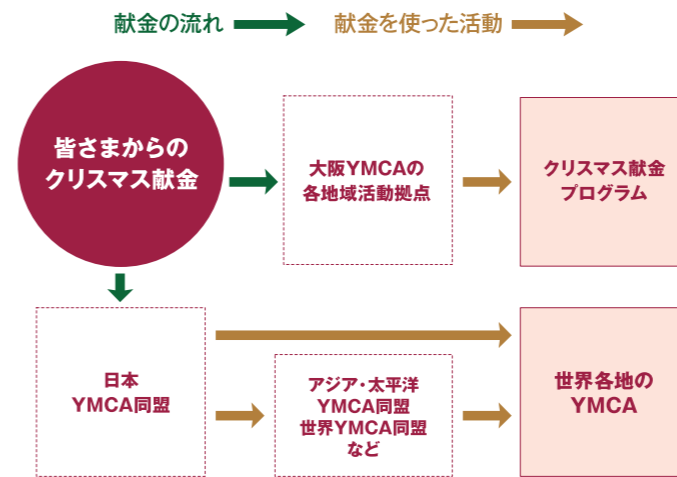 献金の流れ
献金を使った活動
皆さまからの
クリスマス献金
大阪YMCAの
各地域活動拠点
クリスマス献金
プログラム
日本
YMCA同盟
アジア・太平洋
YMCA同盟
世界YMCA同盟
など
世界各地の
YMCA